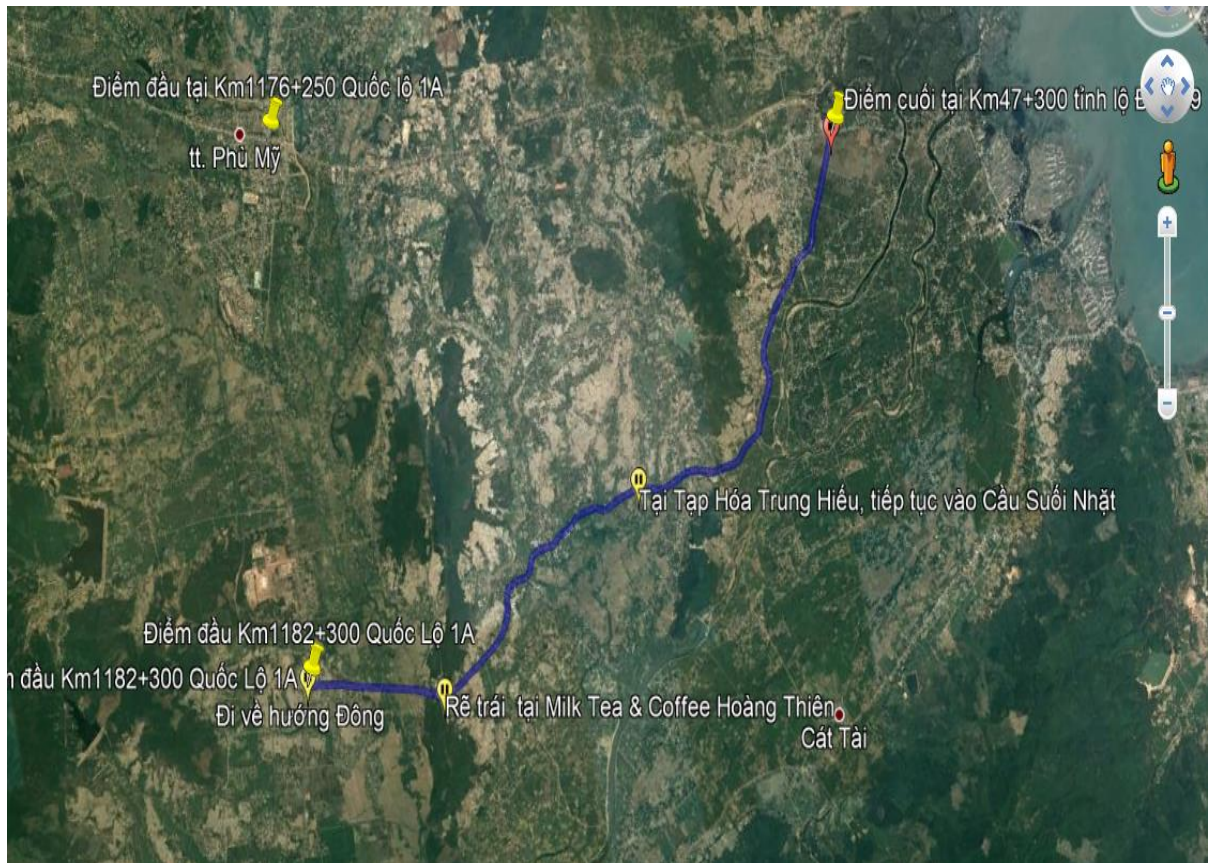 Điểm đầu tại Km1176+250 Quốc lộ 1A
Điểm cuối tại Km47+300 tỉnh lộ
tt. Phù Mỹ
Tại Tạp Hóa Trung Hiếu, tiếp tục vào Cầu Suối Nhặt
Điểm đầu Km1182+300 Quốc Lộ 1A
đầu Km1182+300 Quốc Lộ 1A
Rẽ trái tại Milk Tea & Coffee Hoàng Thiên
Đi về hướng Đông
Cát Tài